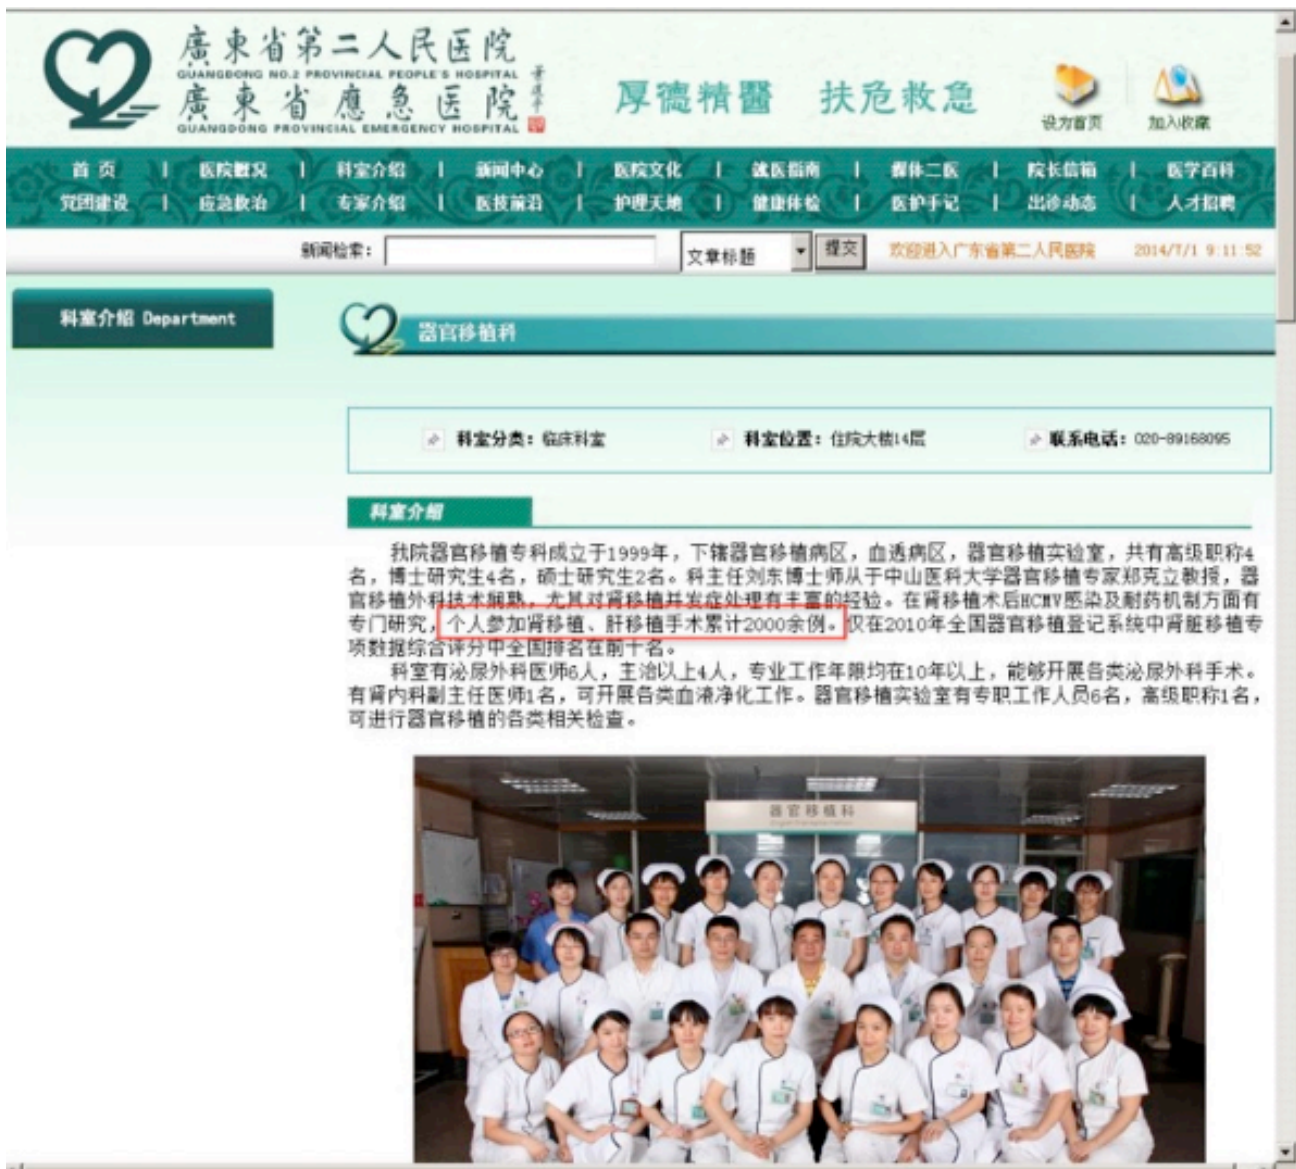 廣東省第二人民医院
GUANGDONG NO.2 PROVINCIAL PEOPLE'S HOSPITAL
廣東省應急医院
GUANGDONG PROVINCIAL EMERGENCY HOSPITAL
厚德精醫 扶危救急
设为首页 加入收藏
首 页 | 医院概况 | 科室介绍 | 新闻中心 | 医院文化 | 就医指南 | 媒体二医 | 院长信箱 | 医学百科
党团建设 | 应急救治 | 专家介绍 | 医技前沿 | 护理天地 | 健康体检 | 医护手记 | 出诊动态 | 人才招聘
新闻检索： 文章标题 提交 欢迎进入广东省第二人民医院 2014/7/1 9:11:52
科室介绍 Department
器官移植科
科室分类：临床科室 科室位置：住院大楼14层 联系电话：020-89168095
科室介绍
我院器官移植专科成立于1999年，下辖器官移植病区，血透病区，器官移植实验室，共有高级职称4
名，博士研究生4名，硕士研究生2名。科主任刘东博士师从于中山医科大学器官移植专家郑克立教授，器
官移植外科技术娴熟，尤其对肾移植并发症处理有丰富的经验。在肾移植术后HCMV感染及耐药机制方面有
专门研究，个人参加肾移植、肝移植手术累计2000余例。仅在2010年全国器官移植登记系统中肾脏移植专
项数据综合评分中全国排名在前十名。
科室有泌尿外科医师6人，主治以上4人，专业工作年限均在10年以上，能够开展各类泌尿外科手术。
有肾内科副主任医师1名，可开展各类血液净化工作。器官移植实验室有专职工作人员6名，高级职称1名，
可进行器官移植的各类相关检查。
器官移植科